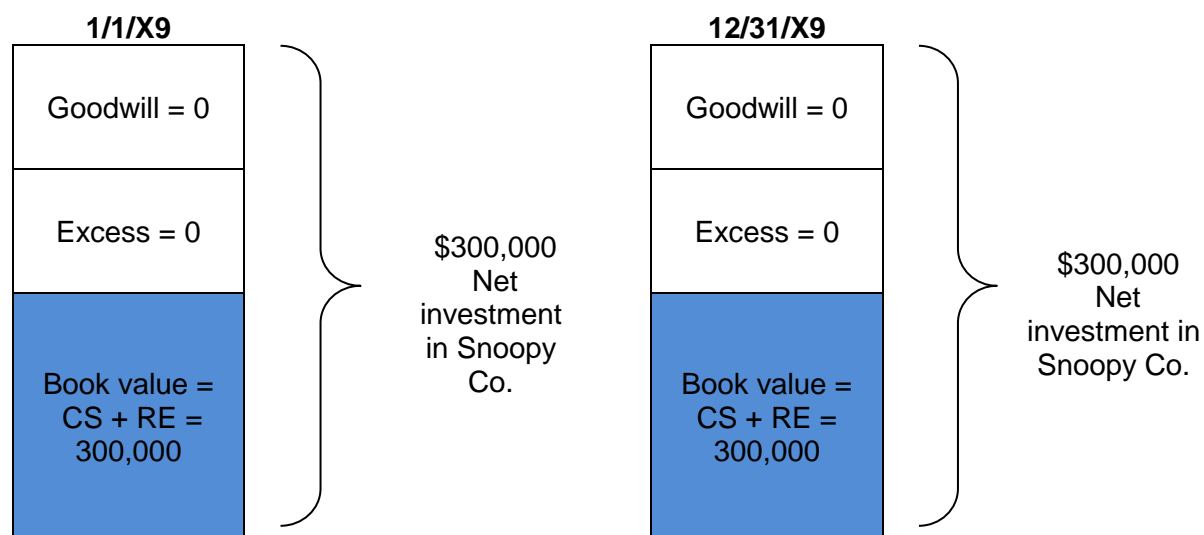 1/1/X9
Goodwill = 0
Excess = 0
Book value =
CS + RE =
300,000
$300,000
Net
investment
in Snoopy
Co.
12/31/X9
Goodwill = 0
Excess = 0
Book value =
CS + RE =
300,000
$300,000
Net
investment in
Snoopy Co.